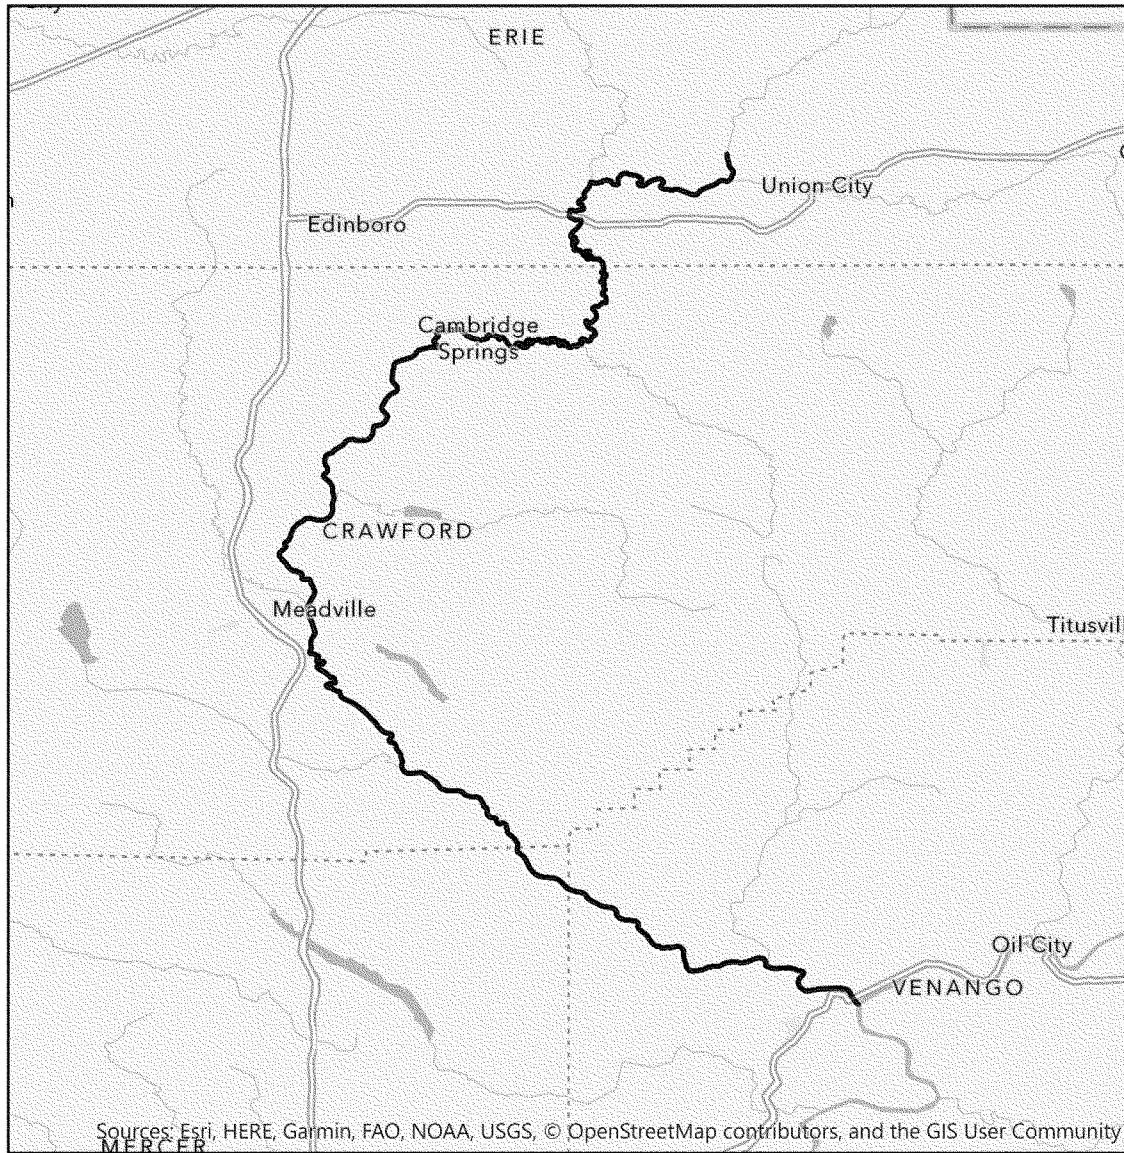 ERIE
Union City
Edinboro
Cambridge
Springs
CRAWFORD
Meadville
Titusvill
Oil City
VENANGO
Sources: Esri, HERE, Garmin, FAO, NOAA, USGS, © OpenStreetMap contributors, and the GIS User Community
MERCER